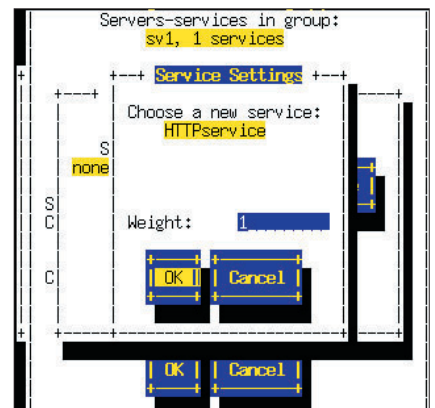 Servers-services in group:
sv1, 1 services
Service Settings
Choose a new service:
HTTPservice
S
none
S
C
Weight: 1
C
OK Cancel
OK Cancel